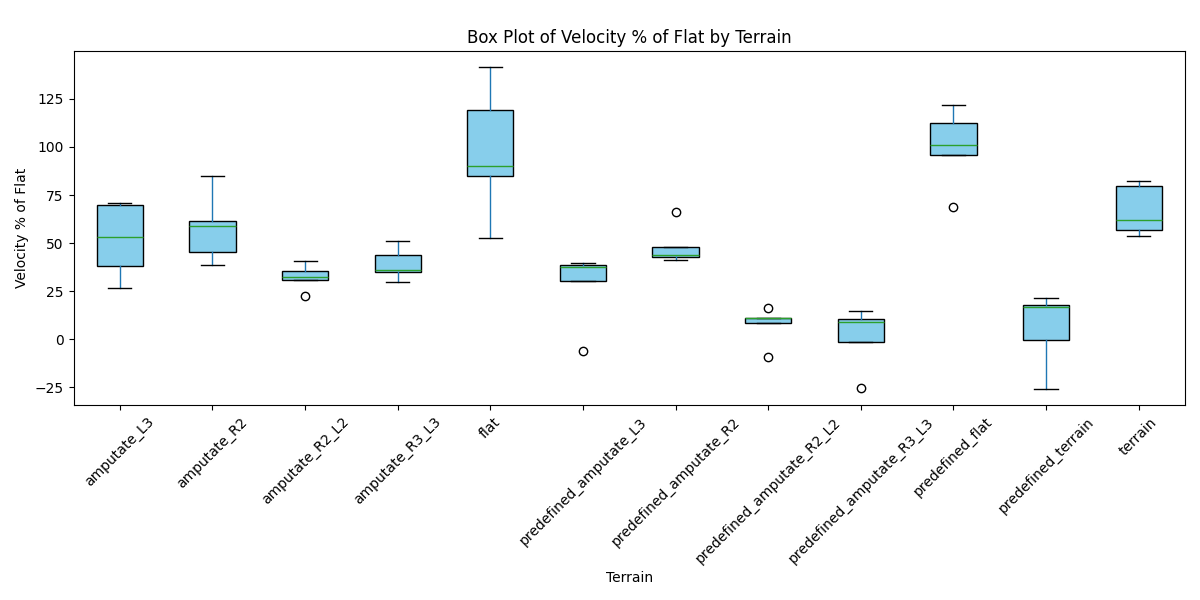 Box Plot of Velocity % of Flat by Terrain
Velocity % of Flat
125
100
75
50
25
0
−25
amputate_L3
amputate_R2
amputate_R2_L2
amputate_R3_L3
flat
predefined_amputate_L3
predefined_amputate_R2
predefined_amputate_R2_L2
predefined_amputate_R3_L3
predefined_flat
predefined_terrain
terrain
Terrain